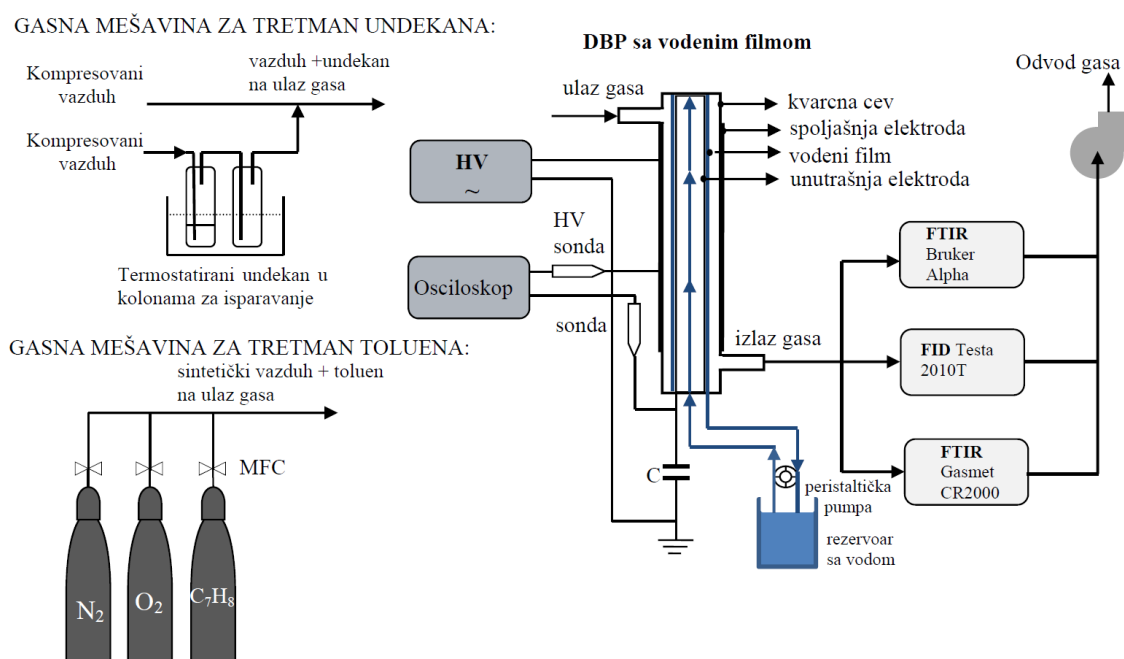 GASNA MEŠAVINA ZA TRETMAN UNDEKANA:
Kompresovani
vazduh
vazduh +undekan
na ulaz gasa
Kompresovani
vazduh
Termostatirani undekan u
kolonama za isparavanje
GASNA MEŠAVINA ZA TRETMAN TOLUENA:
sintetički vazduh + toluen
na ulaz gasa
MFC
N₂
O₂
C₇H₈
DBP sa vodenim filmom
ulaz gasa
HV
~
HV
sonda
Osciloskop
sonda
kvarcna cev
spoljašnja elektroda
vodeni film
unutrašnja elektroda
izlaz gasa
C
peristaltička
pumpa
rezervoar
sa vodom
Odvod gasa
FTIR
Bruker
Alpha
FID Testa
2010T
FTIR
Gasmet
CR2000